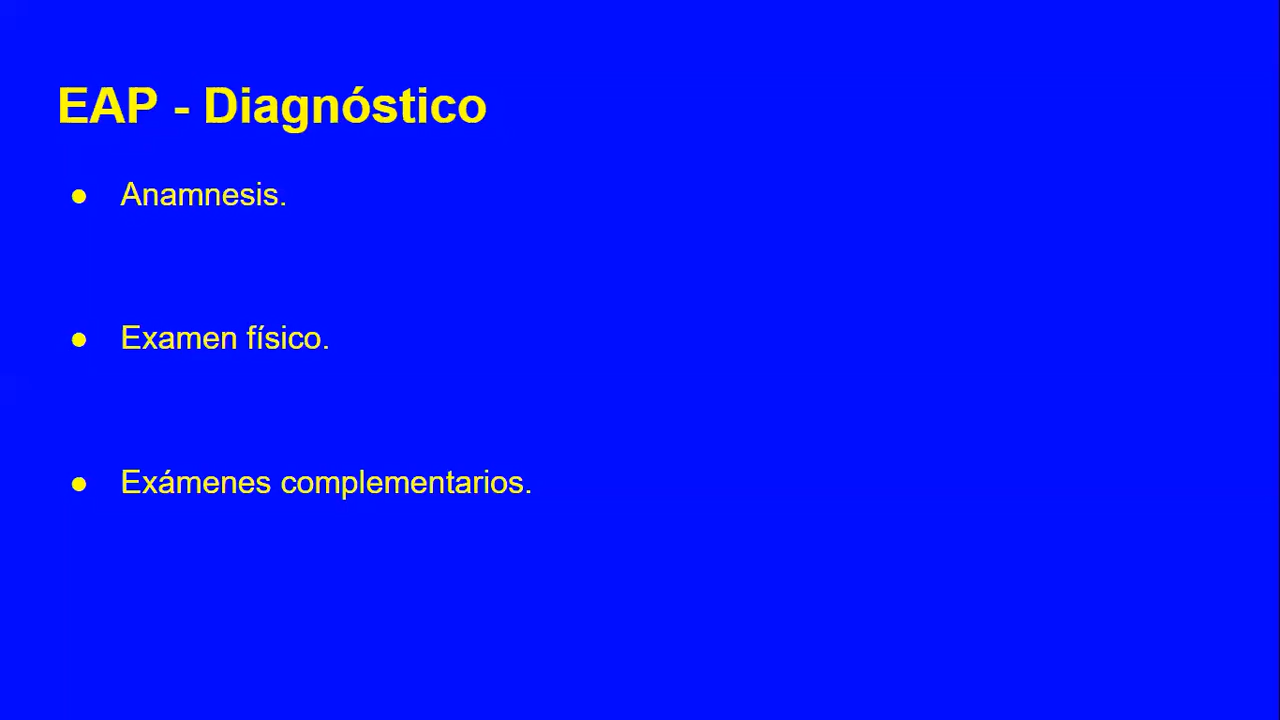 EAP - Diagnóstico
● Anamnesis.
● Examen físico.
● Exámenes complementarios.